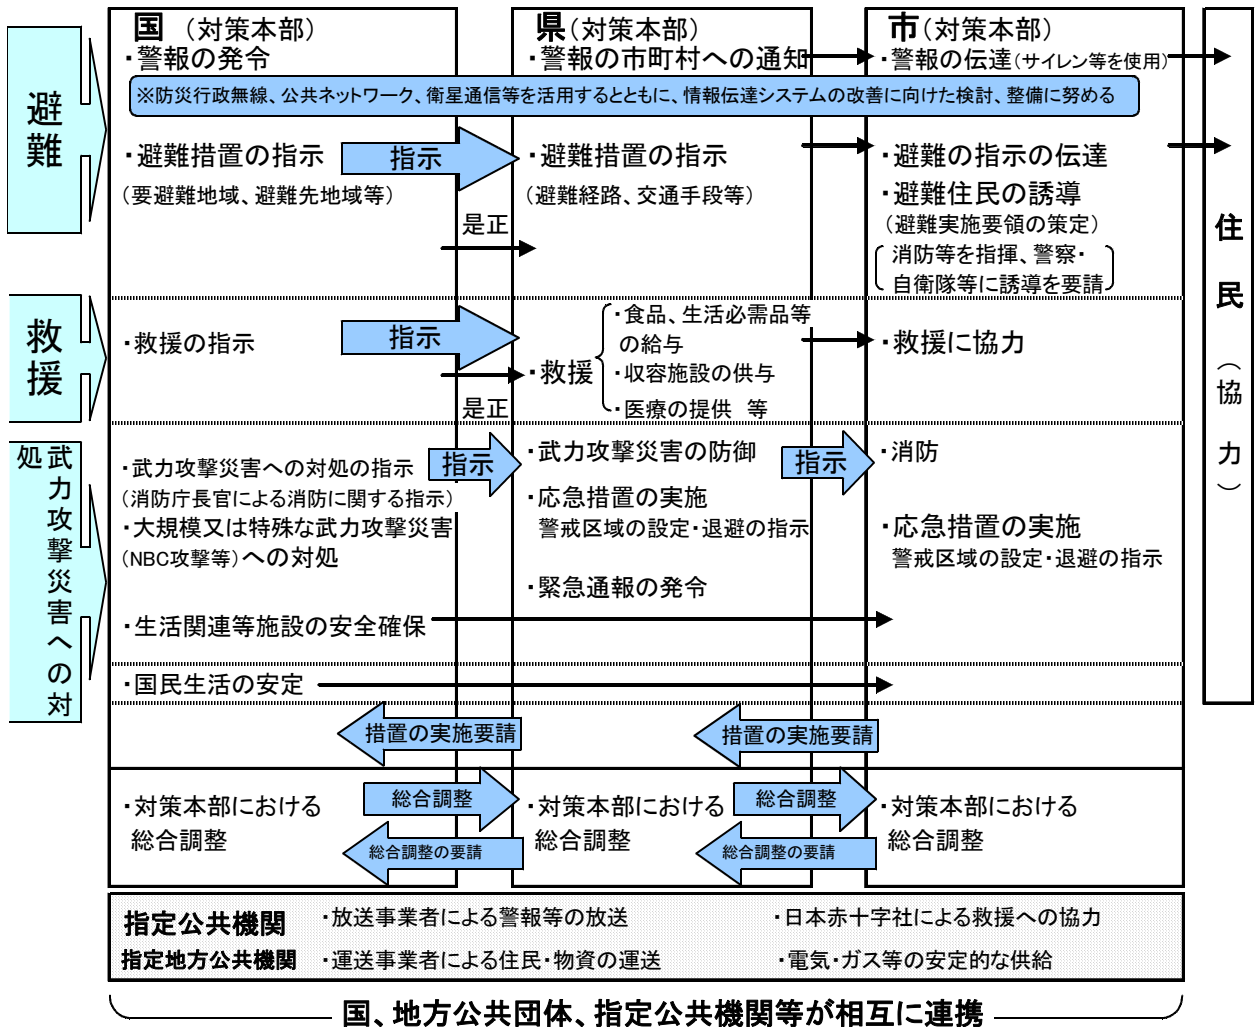 国（対策本部）
・警報の発令
県（対策本部）
・警報の市町村への通知
市（対策本部）
・警報の伝達（サイレン等を使用）
※防災行政無線、公共ネットワーク、衛星通信等を活用するとともに、情報伝達システムの改善に向けた検討、整備に努める
避難
・避難措置の指示
（要避難地域、避難先地域等）
指示
是正
・避難措置の指示
（避難経路、交通手段等）
・避難の指示の伝達
・避難住民の誘導
（避難実施要領の策定）
消防等を指揮、警察・
自衛隊等に誘導を要請
救援
・救援の指示
指示
是正
・救援
・食品、生活必需品等
の給与
・収容施設の供与
・医療の提供　等
・救援に協力
武力攻撃災害への対
処
・武力攻撃災害への対処の指示
（消防庁長官による消防に関する指示）
・大規模又は特殊な武力攻撃災害
（NBC攻撃等）への対処
指示
・武力攻撃災害の防御
・応急措置の実施
警戒区域の設定・退避の指示
・緊急通報の発令
指示
・消防
・応急措置の実施
警戒区域の設定・退避の指示
・生活関連等施設の安全確保
・国民生活の安定
措置の実施要請
措置の実施要請
・対策本部における
総合調整
総合調整
総合調整の要請
・対策本部における
総合調整
総合調整
総合調整の要請
・対策本部における
総合調整
住民（協力）
指定公共機関
・放送事業者による警報等の放送
・日本赤十字社による救援への協力
指定地方公共機関
・運送事業者による住民・物資の運送
・電気・ガス等の安定的な供給
国、地方公共団体、指定公共機関等が相互に連携